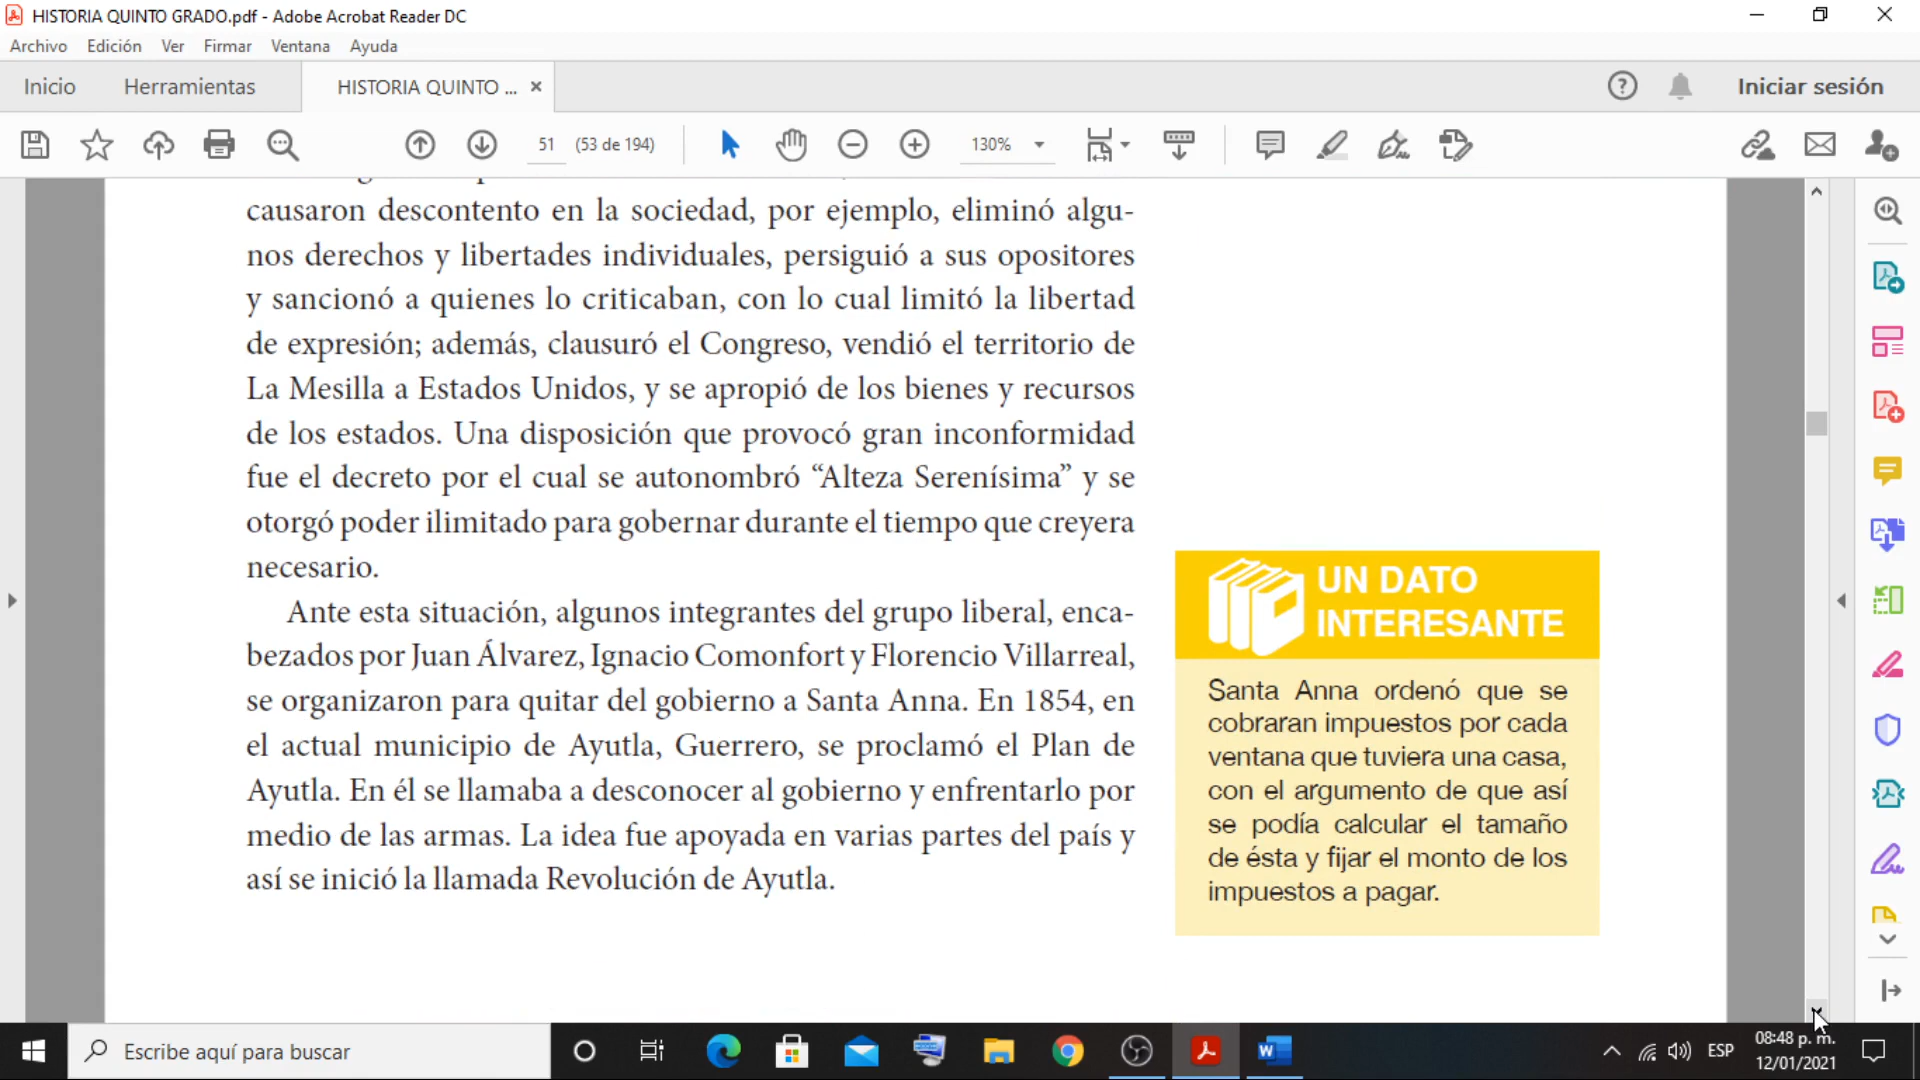 HISTORIA QUINTO GRADO.pdf - Adobe Acrobat Reader DC
Archivo Edición Ver Firmar Ventana Ayuda
Inicio Herramientas HISTORIA QUINTO ... × Iniciar sesión
51 (53 de 194) 130%
causaron descontento en la sociedad, por ejemplo, eliminó algu-
nos derechos y libertades individuales, persiguió a sus opositores
y sancionó a quienes lo criticaban, con lo cual limitó la libertad
de expresión; además, clausuró el Congreso, vendió el territorio de
La Mesilla a Estados Unidos, y se apropió de los bienes y recursos
de los estados. Una disposición que provocó gran inconformidad
fue el decreto por el cual se autonombró “Alteza Serenísima” y se
otorgó poder ilimitado para gobernar durante el tiempo que creyera
necesario.
Ante esta situación, algunos integrantes del grupo liberal, enca-
bezados por Juan Álvarez, Ignacio Comonfort y Florencio Villarreal,
se organizaron para quitar del gobierno a Santa Anna. En 1854, en
el actual municipio de Ayutla, Guerrero, se proclamó el Plan de
Ayutla. En él se llamaba a desconocer al gobierno y enfrentarlo por
medio de las armas. La idea fue apoyada en varias partes del país y
así se inició la llamada Revolución de Ayutla.
UN DATO
INTERESANTE
Santa Anna ordenó que se
cobraran impuestos por cada
ventana que tuviera una casa,
con el argumento de que así
se podía calcular el tamaño
de ésta y fijar el monto de los
impuestos a pagar.
Escribe aquí para buscar
ESP
08:48 p. m.
12/01/2021